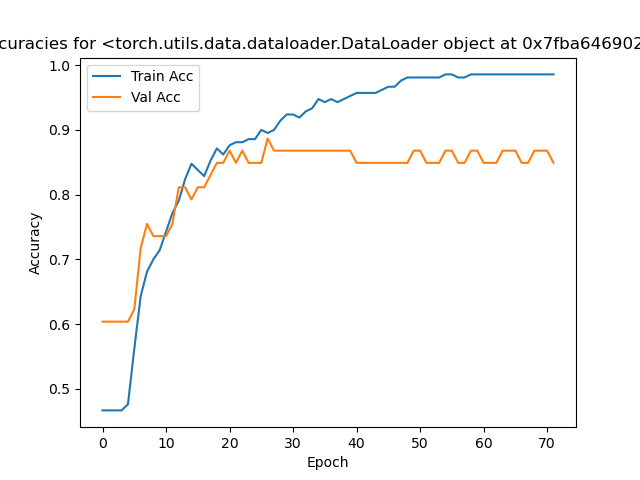 curacies for <torch.utils.data.dataloader.DataLoader object at 0x7fba646902
Train Acc
Val Acc
1.0
0.9
0.8
0.7
0.6
0.5
Accuracy
0 10 20 30 40 50 60 70
Epoch